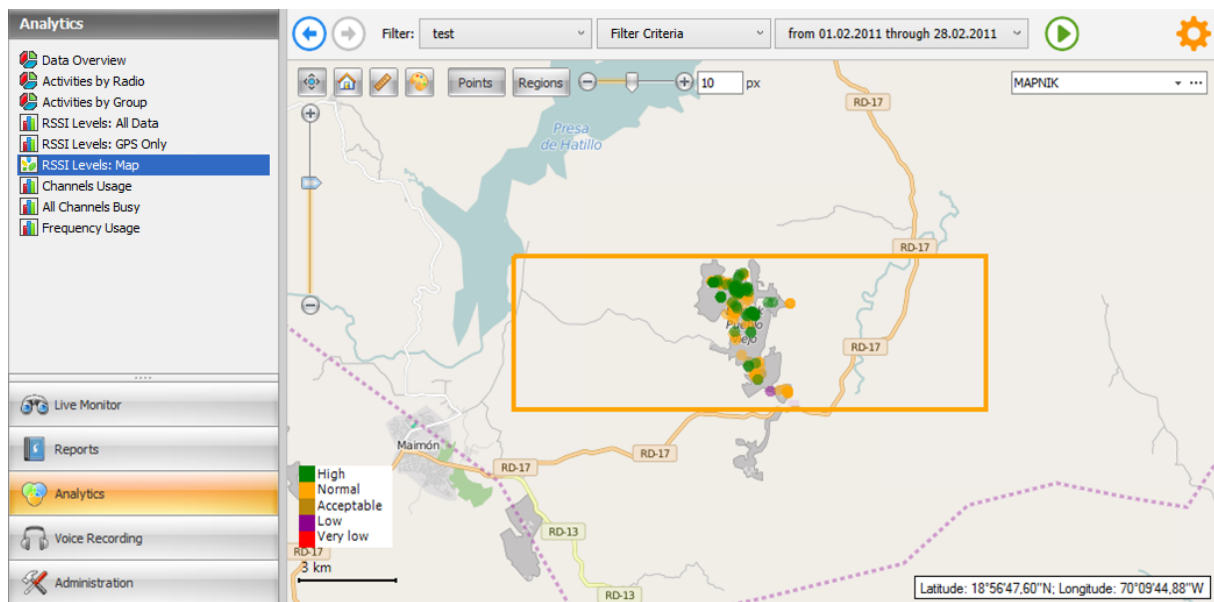 Analytics
Data Overview
Activities by Radio
Activities by Group
RSSI Levels: All Data
RSSI Levels: GPS Only
RSSI Levels: Map
Channels Usage
All Channels Busy
Frequency Usage
Live Monitor
Reports
Analytics
Voice Recording
Administration
Filter: test Filter Criteria from 01.02.2011 through 28.02.2011
Points Regions 10 px
MAPNIK
RD-17
Presa
de Hatillo
RD-17
RD-17
Maimón
RD-17
RD-17
High
Normal
Acceptable
Low
Very low
RD-13
RD-17
3 km
RD-13
Latitude: 18°56'47,60"N; Longitude: 70°09'44,88"W